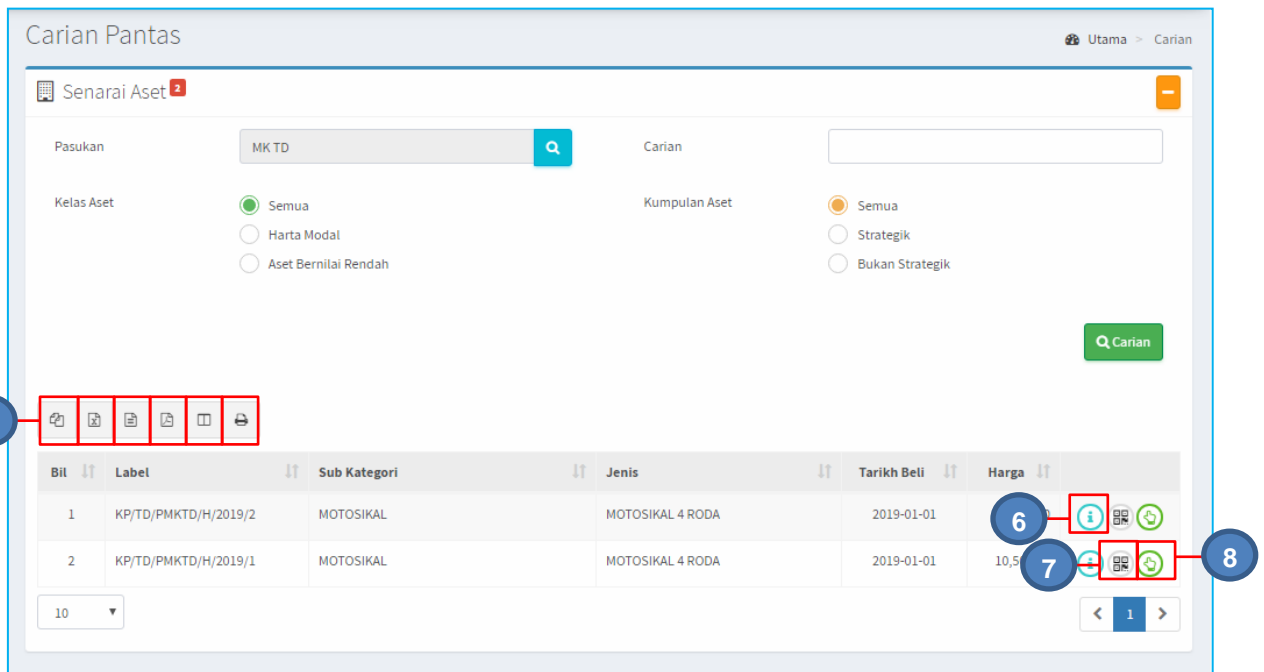 Carian Pantas
Utama > Carian
Senarai Aset 2
Pasukan MK TD Carian
Kelas Aset Semua Kumpulan Aset Semua
Harta Modal Strategik
Aset Bernilai Rendah Bukan Strategik
Carian
Bil Label Sub Kategori Jenis Tarikh Beli Harga
1 KP/TD/PMKTD/H/2019/2 MOTOSIKAL MOTOSIKAL 4 RODA 2019-01-01 6
2 KP/TD/PMKTD/H/2019/1 MOTOSIKAL MOTOSIKAL 4 RODA 2019-01-01 7 8
10 < 1 >